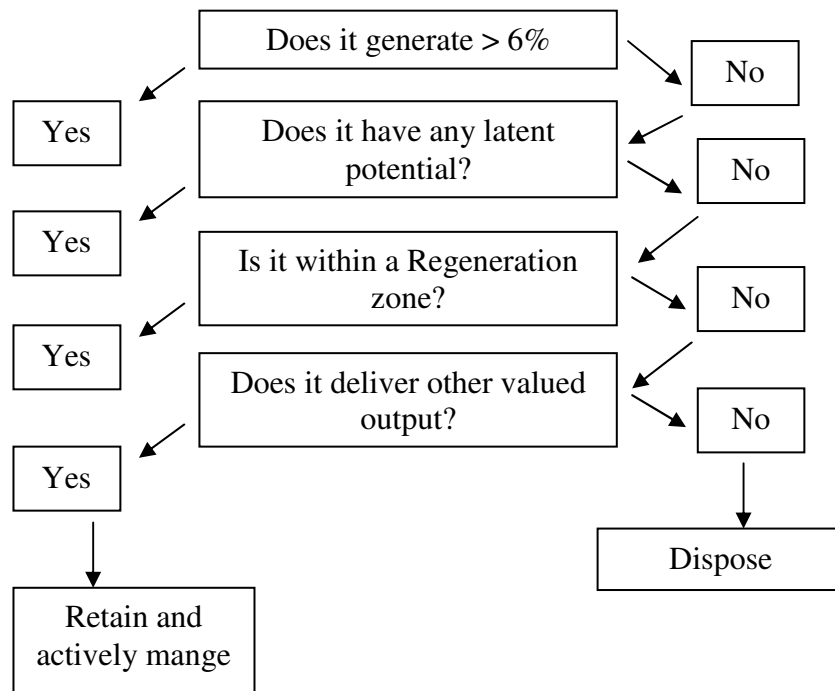 Does it generate > 6%
No
Yes
Does it have any latent
potential?
No
Yes
Is it within a Regeneration
zone?
No
Yes
Does it deliver other valued
output?
No
Yes
Dispose
Retain and
actively mange